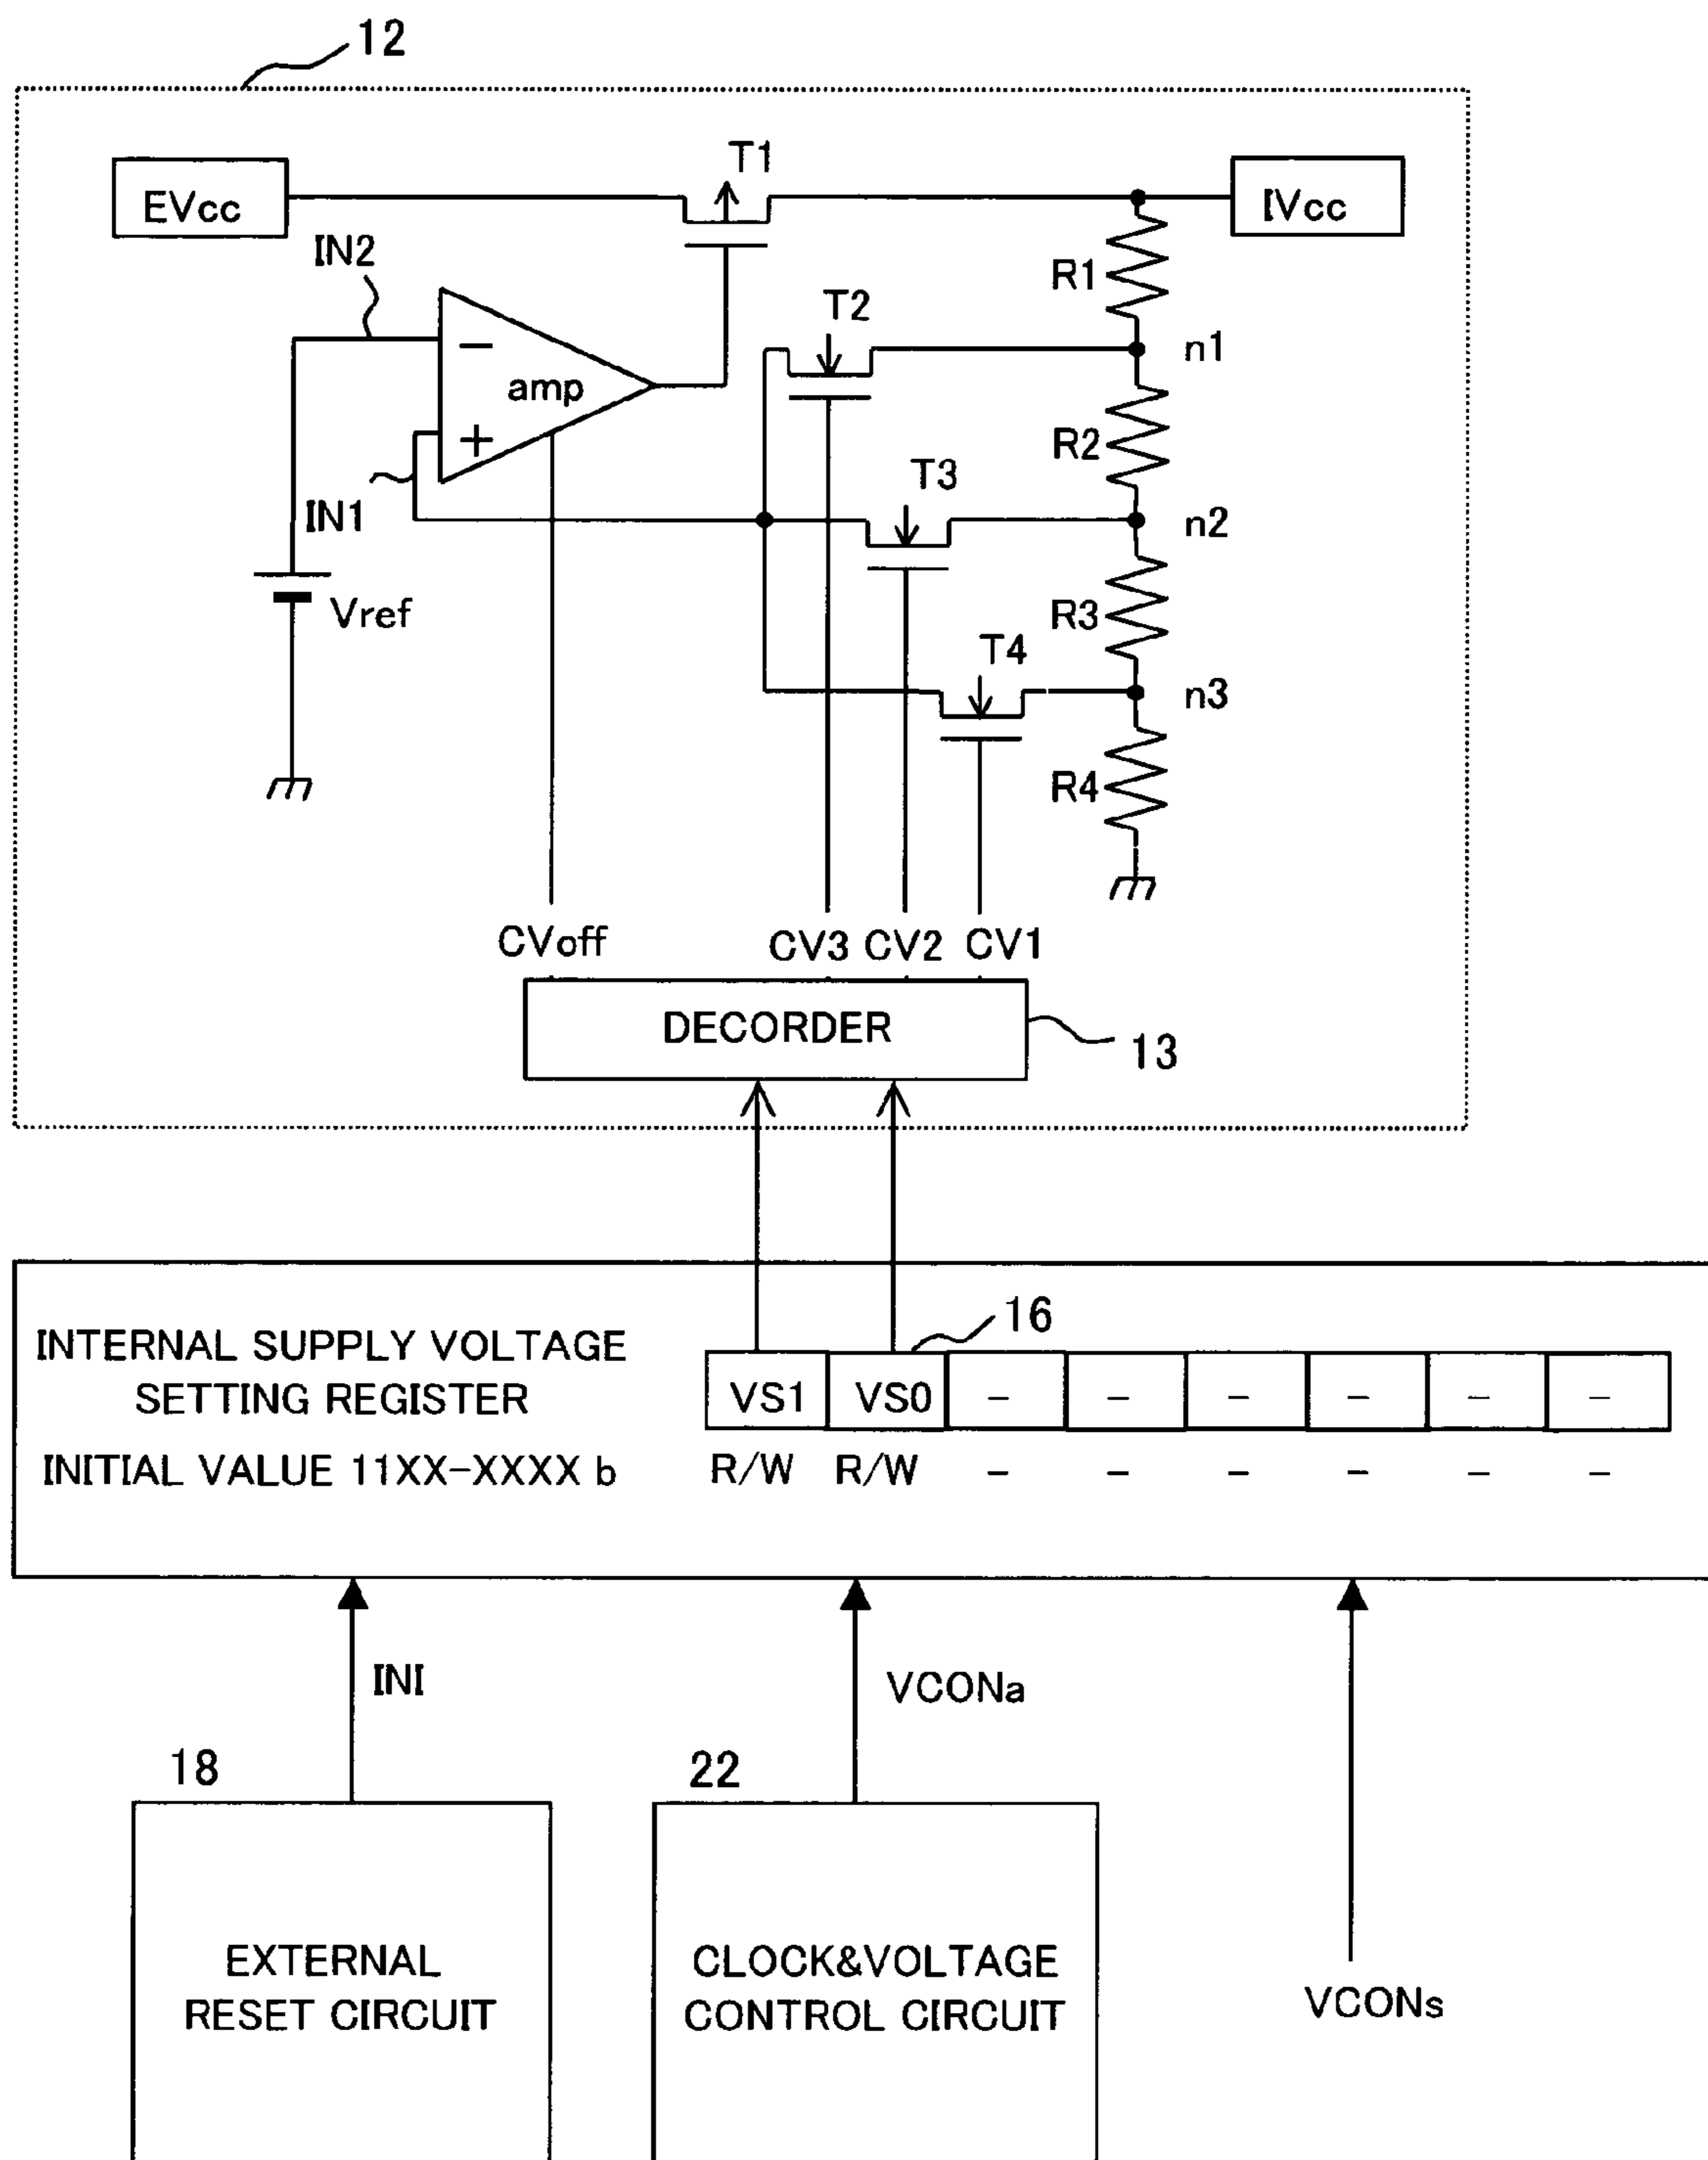 12
T1
EVcc
IVcc
IN2
R1
T2
n1
−
amp
R2
+
T3
IN1
n2
Vref
R3
T4
n3
R4
CVoff
CV3 CV2 CV1
DECORDER
13
16
INTERNAL SUPPLY VOLTAGE
SETTING REGISTER
VS1 VS0 − − − − − −
INITIAL VALUE 11XX-XXXX b
R/W R/W − − − − − −
INI
VCONa
18
22
EXTERNAL
RESET CIRCUIT
CLOCK&VOLTAGE
CONTROL CIRCUIT
VCONs